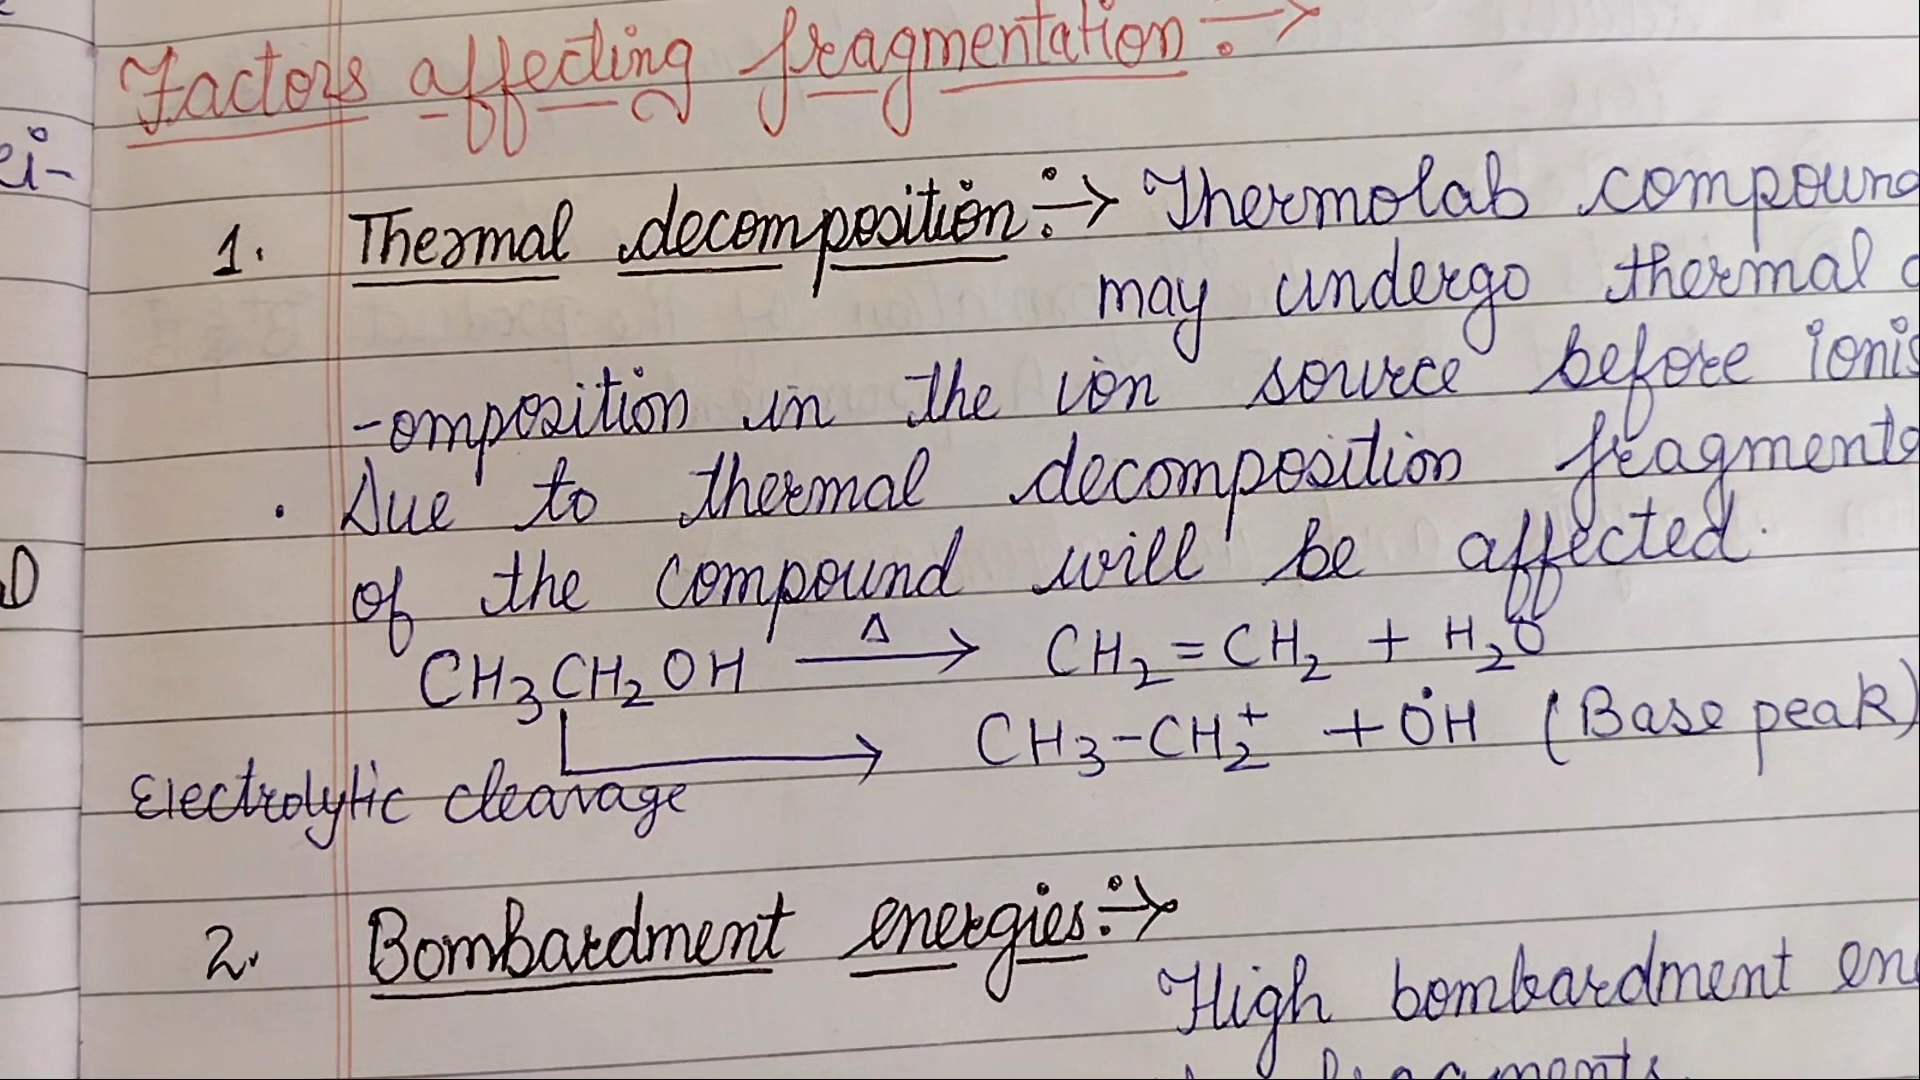 Factors affecting fragmentation :->
ei-
1. Thermal decomposition :-> Thermolab compound
may undergo thermal
-omposition in the ion source before ionis
. Due to thermal decomposition fragment
of the compound will be affected.
D
CH3CH2OH —Δ→ CH2=CH2 + H2O
CH3-CH2+ + ȮH (Base peak)
Electrolytic cleavage
2. Bombardment energies :->
High bombardment en
fragments